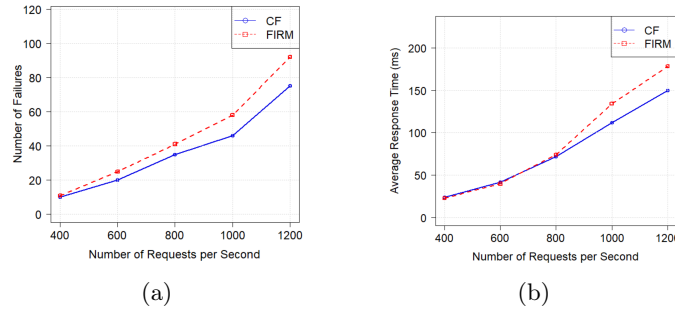 120
100
80
60
40
20
0
Number of Failures
CF
FIRM
400 600 800 1000 1200
Number of Requests per Second
(a)
200
150
100
50
0
Average Response Time (ms)
CF
FIRM
400 600 800 1000 1200
Number of Requests per Second
(b)